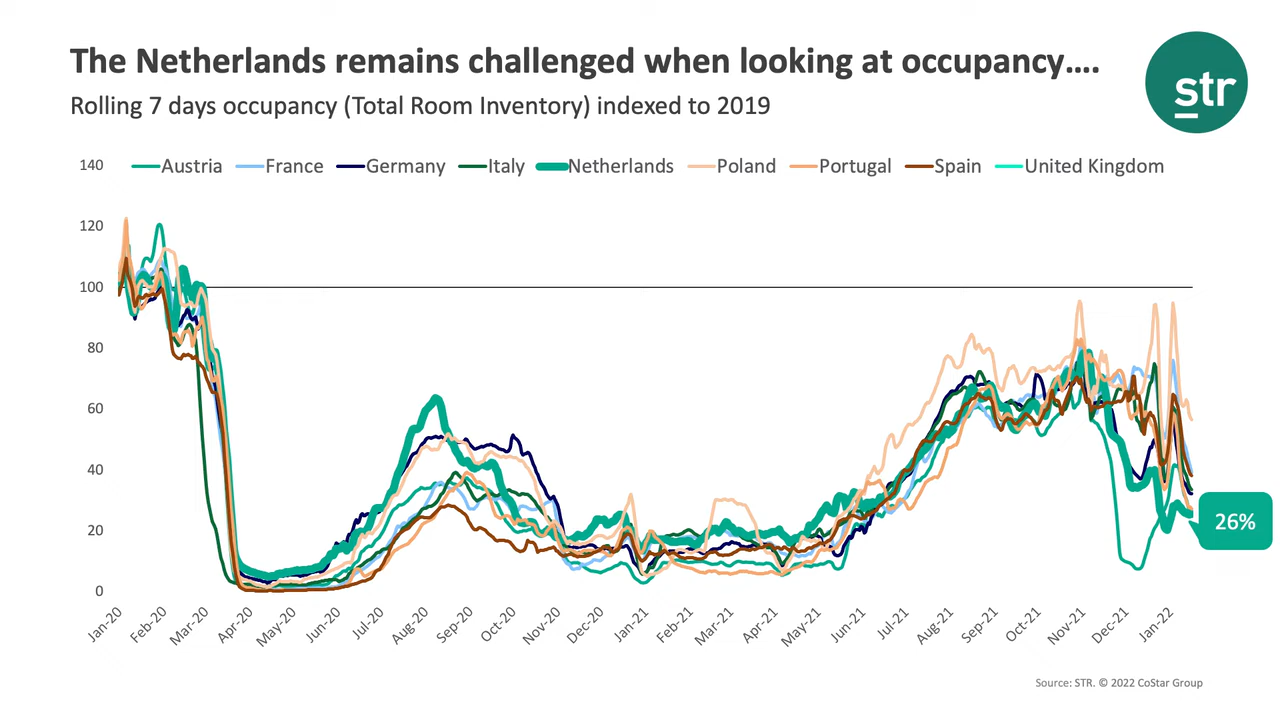 The Netherlands remains challenged when looking at occupancy....
Rolling 7 days occupancy (Total Room Inventory) indexed to 2019
str
Austria France Germany Italy Netherlands Poland Portugal Spain United Kingdom
140
120
100
80
60
40
20
0
26%
Jan-20 Feb-20 Mar-20 Apr-20 May-20 Jun-20 Jul-20 Aug-20 Sep-20 Oct-20 Nov-20 Dec-20 Jan-21 Feb-21 Mar-21 Apr-21 May-21 Jun-21 Jul-21 Aug-21 Sep-21 Oct-21 Nov-21 Dec-21 Jan-22
Source: STR. © 2022 CoStar Group